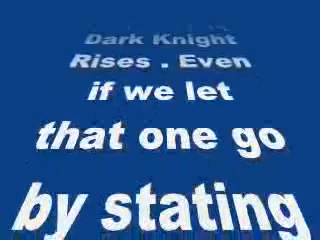 Dark Knight
Rises . Even
if we let
that one go
by stating